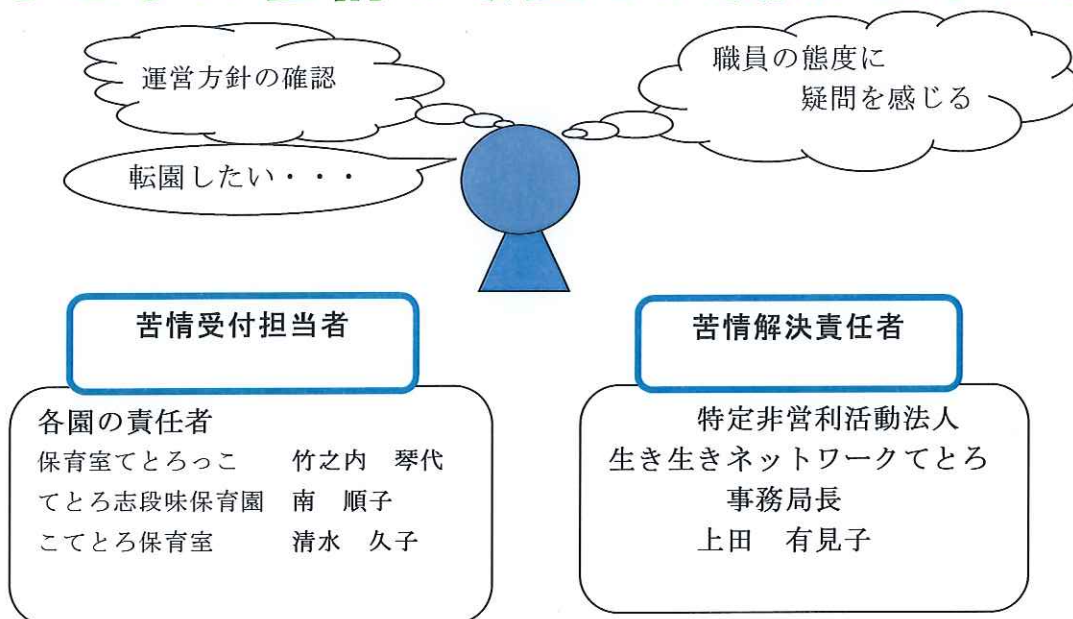 運営方針の確認
職員の態度に
疑問を感じる
転園したい・・・
苦情受付担当者
各園の責任者
保育室てとろっこ 竹之内 琴代
てとろ志段味保育園 南 順子
こてとろ保育室 清水 久子
苦情解決責任者
特定非営利活動法人
生き生きネットワークてとろ
事務局長
上田 有見子